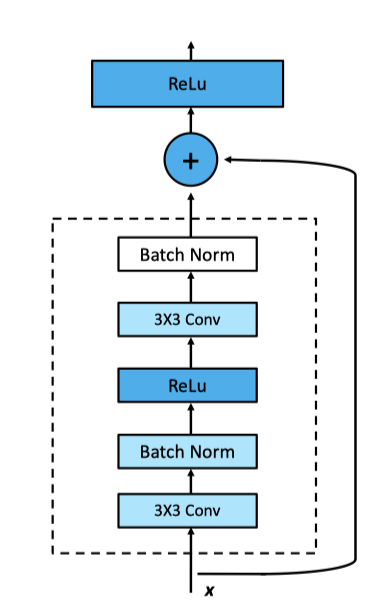 ReLu
+
Batch Norm
3X3 Conv
ReLu
Batch Norm
3X3 Conv
x